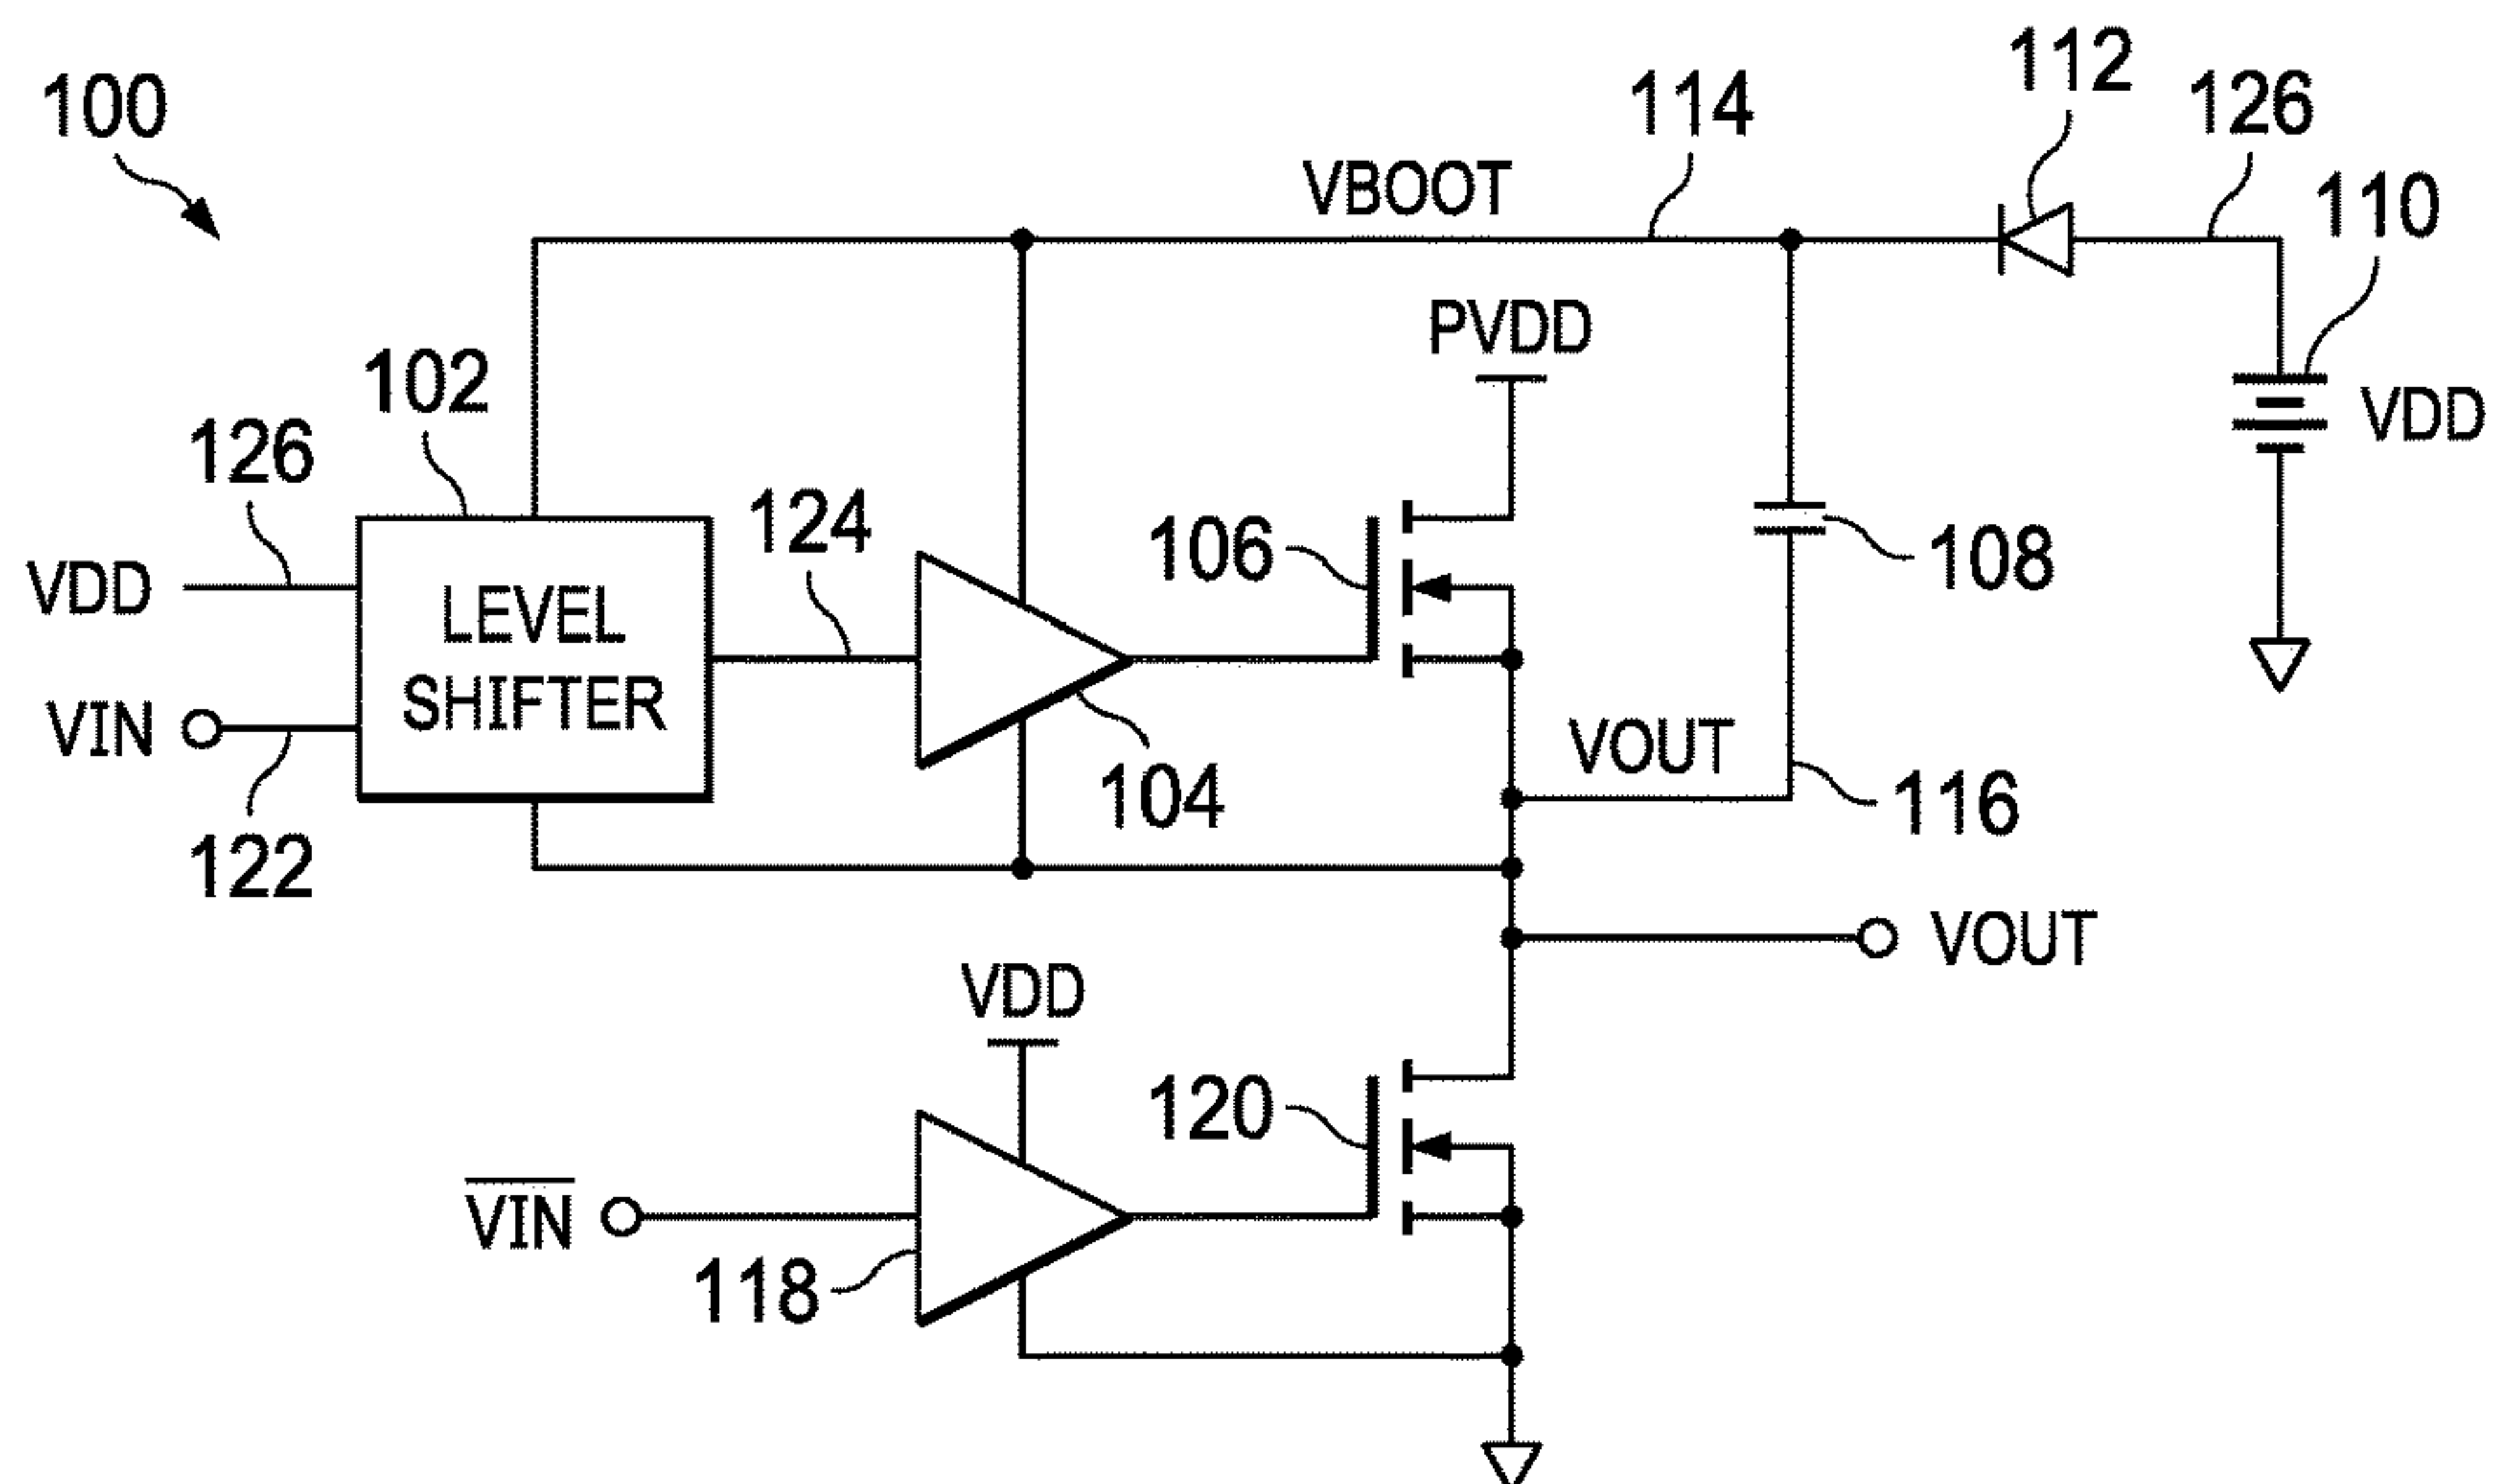 100
112
114
126
110
VBOOT
PVDD
102
126
VDD
124
106
108
VDD
LEVEL
SHIFTER
VIN
VOUT
104
116
122
VOUT
VDD
120
V̅I̅N̅
118